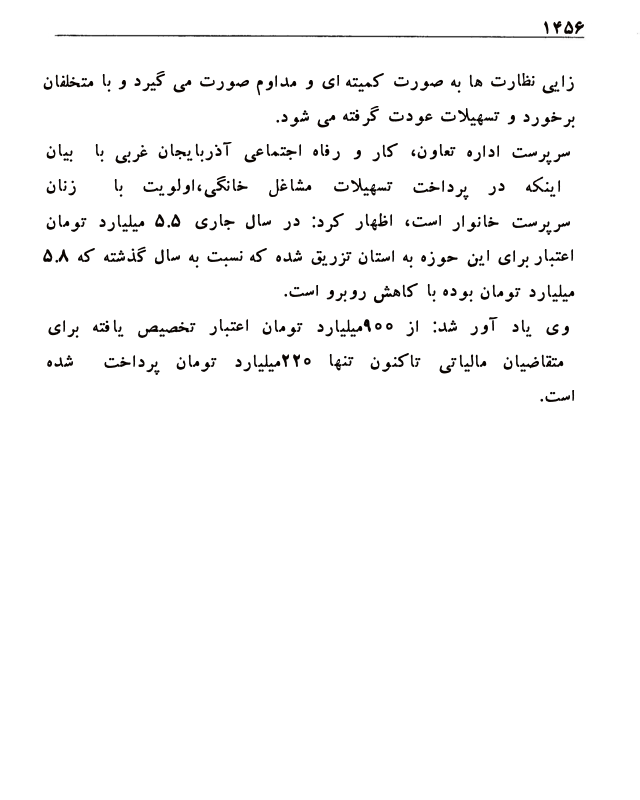 ۱۴۵۶
زایی نظارت ها به صورت کمیته ای و مداوم صورت می گیرد و با متخلفان
برخورد و تسهیلات عودت گرفته می شود.
سرپرست اداره تعاون، کار و رفاه اجتماعی آذربایجان غربی با بیان
اینکه در پرداخت تسهیلات مشاغل خانگی،اولویت با زنان
سرپرست خانوار است، اظهار کرد: در سال جاری ۵.۵ میلیارد تومان
اعتبار برای این حوزه به استان تزریق شده که نسبت به سال گذشته که ۵.۸
میلیارد تومان بوده با کاهش روبرو است.
وی یاد آور شد: از ۹۰۰میلیارد تومان اعتبار تخصیص یافته برای
متقاضیان مالیاتی تاکنون تنها ۲۲۰میلیارد تومان پرداخت شده
است.